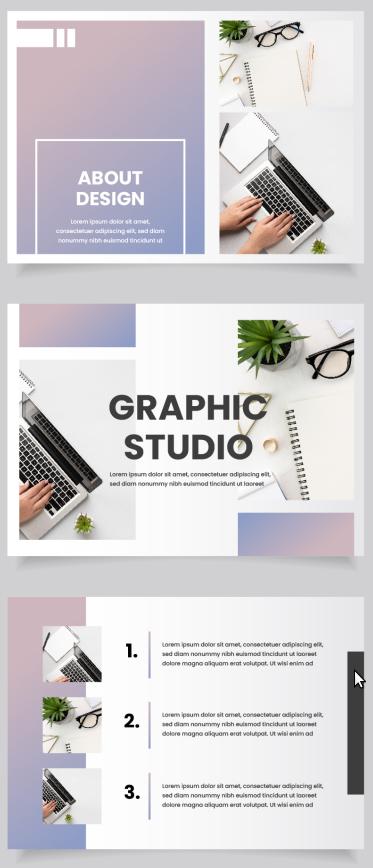 ABOUT
DESIGN
Lorem ipsum dolor sit amet,
consectetuer adipiscing elit, sed diam
nonummy nibh euismod tincidunt ut
GRAPHIC
STUDIO
Lorem ipsum dolor sit amet, consectetuer adipiscing elit,
sed diam nonummy nibh euismod tincidunt ut laoreet
1.
Lorem ipsum dolor sit amet, consectetuer adipiscing elit,
sed diam nonummy nibh euismod tincidunt ut laoreet
dolore magna aliquam erat volutpat. Ut wisi enim ad
2.
Lorem ipsum dolor sit amet, consectetuer adipiscing elit,
sed diam nonummy nibh euismod tincidunt ut laoreet
dolore magna aliquam erat volutpat. Ut wisi enim ad
3.
Lorem ipsum dolor sit amet, consectetuer adipiscing elit,
sed diam nonummy nibh euismod tincidunt ut laoreet
dolore magna aliquam erat volutpat. Ut wisi enim ad